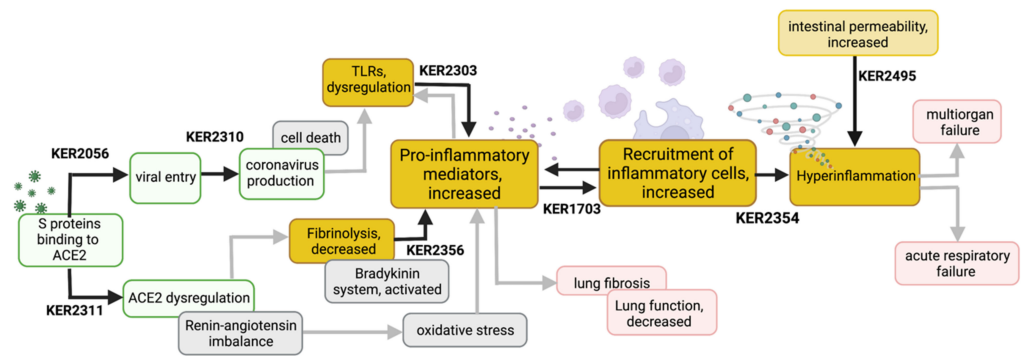 intestinal permeability,
increased
KER2495
TLRs,
dysregulation
KER2303
multiorgan
failure
KER2310
cell death
KER2056
viral entry
coronavirus
production
Pro-inflammatory
mediators,
increased
Recruitment of
inflammatory cells,
increased
Hyperinflammation
KER1703
KER2354
S proteins
binding to
ACE2
Fibrinolysis,
decreased
KER2356
acute respiratory
failure
Bradykinin
system, activated
lung fibrosis
KER2311
ACE2 dysregulation
Lung function,
decreased
Renin-angiotensin
imbalance
oxidative stress